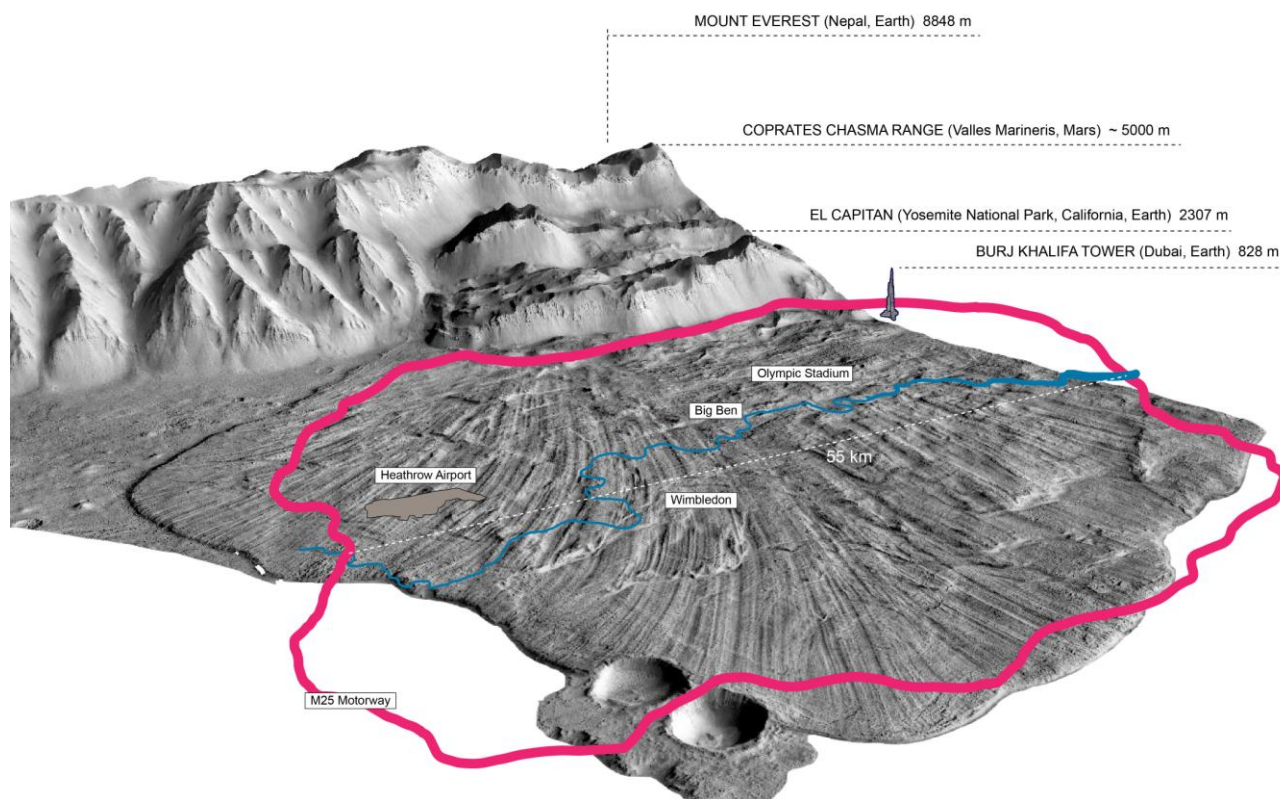 MOUNT EVEREST (Nepal, Earth) 8848 m
COPRATES CHASMA RANGE (Valles Marineris, Mars) ~ 5000 m
EL CAPITAN (Yosemite National Park, California, Earth) 2307 m
BURJ KHALIFA TOWER (Dubai, Earth) 828 m
Olympic Stadium
Big Ben
55 km
Heathrow Airport
Wimbledon
M25 Motorway